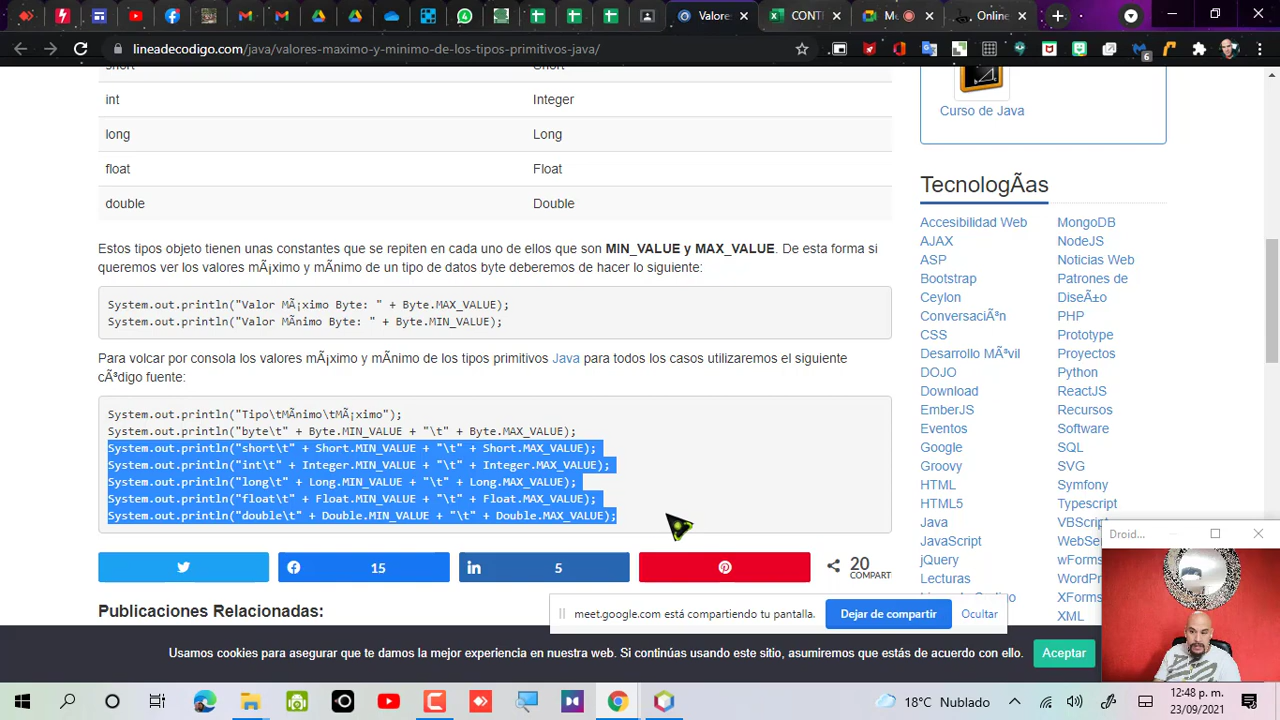 Valores
CONT
M
Online
lineadecodigo.com/java/valores-maximo-y-minimo-de-los-tipos-primitivos-java/
6
short Short
int Integer
long Long
float Float
double Double
Estos tipos objeto tienen unas constantes que se repiten en cada uno de ellos que son MIN_VALUE y MAX_VALUE. De esta forma si
queremos ver los valores mÃ¡ximo y mÃ­nimo de un tipo de datos byte deberemos de hacer lo siguiente:
System.out.println("Valor MÃ¡ximo Byte: " + Byte.MAX_VALUE);
System.out.println("Valor MÃ­nimo Byte: " + Byte.MIN_VALUE);
Para volcar por consola los valores mÃ¡ximo y mÃ­nimo de los tipos primitivos Java para todos los casos utilizaremos el siguiente
cÃ³digo fuente:
System.out.println("Tipo\tMÃ­nimo\tMÃ¡ximo");
System.out.println("byte\t" + Byte.MIN_VALUE + "\t" + Byte.MAX_VALUE);
System.out.println("short\t" + Short.MIN_VALUE + "\t" + Short.MAX_VALUE);
System.out.println("int\t" + Integer.MIN_VALUE + "\t" + Integer.MAX_VALUE);
System.out.println("long\t" + Long.MIN_VALUE + "\t" + Long.MAX_VALUE);
System.out.println("float\t" + Float.MIN_VALUE + "\t" + Float.MAX_VALUE);
System.out.println("double\t" + Double.MIN_VALUE + "\t" + Double.MAX_VALUE);
15
5
20
COMPART
Publicaciones Relacionadas:
Curso de Java
TecnologÃ­as
Accesibilidad Web
AJAX
ASP
Bootstrap
Ceylon
ConversaciÃ³n
CSS
Desarrollo MÃ³vil
DOJO
Download
EmberJS
Eventos
Google
Groovy
HTML
HTML5
Java
JavaScript
jQuery
Lecturas
MongoDB
NodeJS
Noticias Web
Patrones de
DiseÃ±o
PHP
Prototype
Proyectos
Python
ReactJS
Recursos
Software
SQL
SVG
Symfony
Typescript
VBScrip
WebSe
wForms
WordPr
XForms
XML
Droid...
meet.google.com está compartiendo tu pantalla.
Dejar de compartir
Ocultar
Usamos cookies para asegurar que te damos la mejor experiencia en nuestra web. Si continúas usando este sitio, asumiremos que estás de acuerdo con ello.
Aceptar
18°C Nublado
12:48 p. m.
23/09/2021